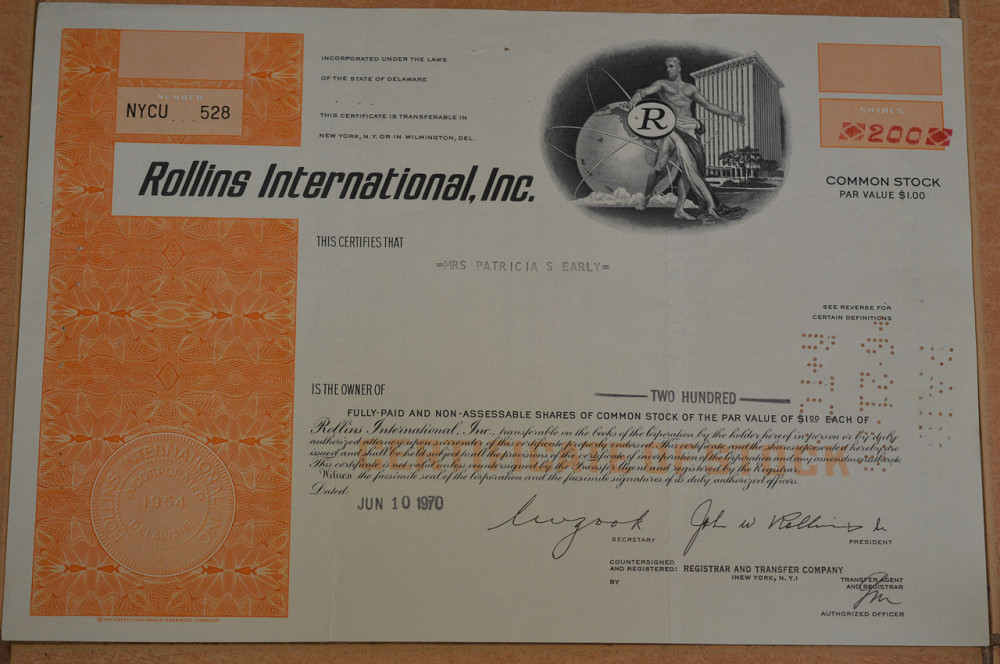 INCORPORATED UNDER THE LAWS
OF THE STATE OF DELAWARE
NUMBER
NYCU 528
THIS CERTIFICATE IS TRANSFERABLE IN
NEW YORK, N.Y. OR IN WILMINGTON, DEL.
R
SHARES
200
Rollins International, Inc.
COMMON STOCK
PAR VALUE $1.00
THIS CERTIFIES THAT
=MRS PATRICIA S EARLY=
SEE REVERSE FOR
CERTAIN DEFINITIONS
IS THE OWNER OF
TWO HUNDRED
FULLY-PAID AND NON-ASSESSABLE SHARES OF COMMON STOCK OF THE PAR VALUE OF $1.00 EACH OF
Rollins International, Inc., transferable on the books of the Corporation by the holder hereof in person or by duly
authorized attorney upon surrender of this certificate properly endorsed. This certificate and the shares represented hereby are
issued and shall be held subject to all the provisions of the certificate of incorporation of the Corporation and any amendments thereto.
This certificate is not valid unless countersigned by the Transfer Agent and registered by the Registrar.
Witness the facsimile seal of the Corporation and the facsimile signatures of its duly authorized officers.
Dated:
JUN 10 1970
1954
DELAWARE
SECRETARY
John W Rollins Jr
PRESIDENT
COUNTERSIGNED
AND REGISTERED:
REGISTRAR AND TRANSFER COMPANY
(NEW YORK, N.Y.)
BY
TRANSFER AGENT
AND REGISTRAR
AUTHORIZED OFFICER